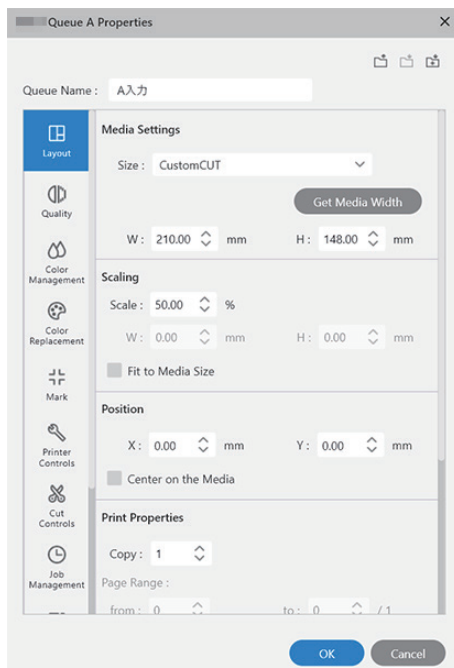 Queue A Properties
Queue Name : A入力
Layout
Quality
Color
Management
Color
Replacement
Mark
Printer
Controls
Cut
Controls
Job
Management
Media Settings
Size : CustomCUT
Get Media Width
W : 210.00 mm H : 148.00 mm
Scaling
Scale : 50.00 %
W : 0.00 mm H : 0.00 mm
Fit to Media Size
Position
X : 0.00 mm Y : 0.00 mm
Center on the Media
Print Properties
Copy : 1
Page Range :
from : 0 to : 0 / 1
OK Cancel